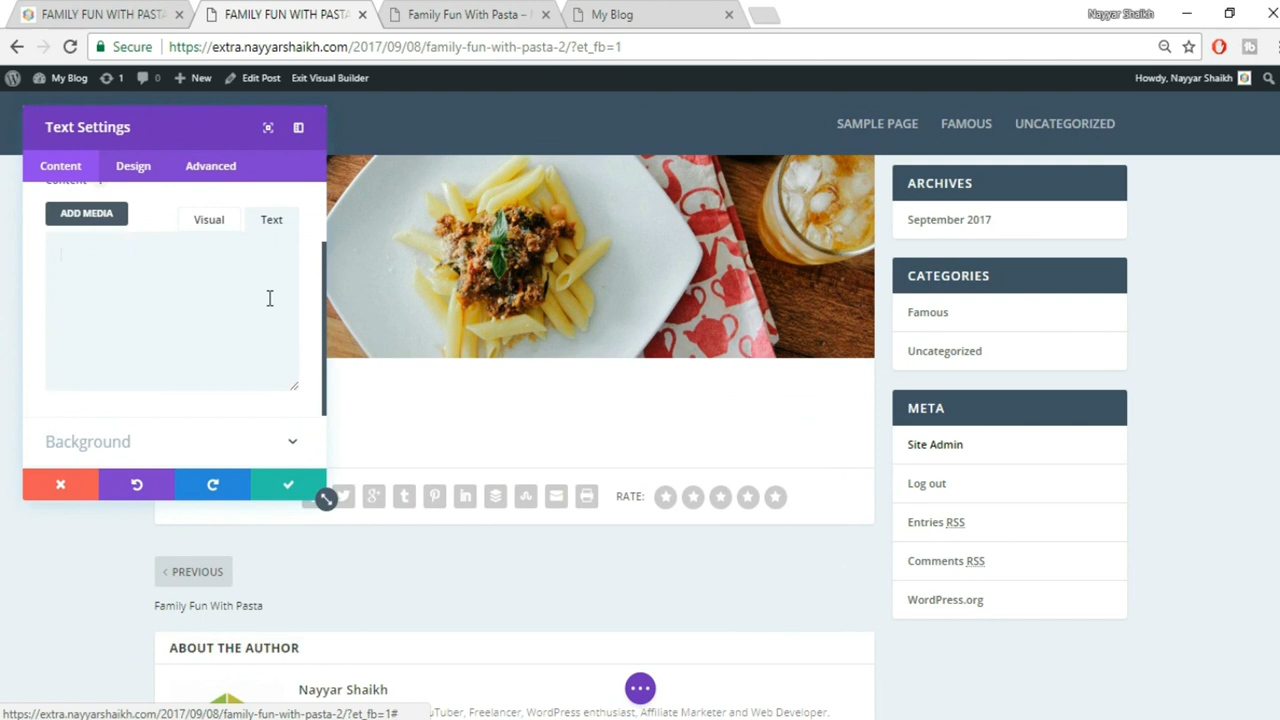 FAMILY FUN WITH PASTA
FAMILY FUN WITH PASTA
Family Fun With Pasta –
My Blog
Nayyar Shaikh
Secure
https://extra.nayyarshaikh.com/2017/09/08/family-fun-with-pasta-2/?et_fb=1
My Blog
1
0
New
Edit Post
Exit Visual Builder
Howdy, Nayyar Shaikh
Text Settings
SAMPLE PAGE
FAMOUS
UNCATEGORIZED
Content
Design
Advanced
Content
ADD MEDIA
Visual
Text
Background
ARCHIVES
September 2017
CATEGORIES
Famous
Uncategorized
META
Site Admin
Log out
Entries RSS
Comments RSS
WordPress.org
RATE:
< PREVIOUS
Family Fun With Pasta
ABOUT THE AUTHOR
Nayyar Shaikh
uTuber, Freelancer, WordPress enthusiast, Affiliate Marketer and Web Developer.
https://extra.nayyarshaikh.com/2017/09/08/family-fun-with-pasta-2/?et_fb=1#